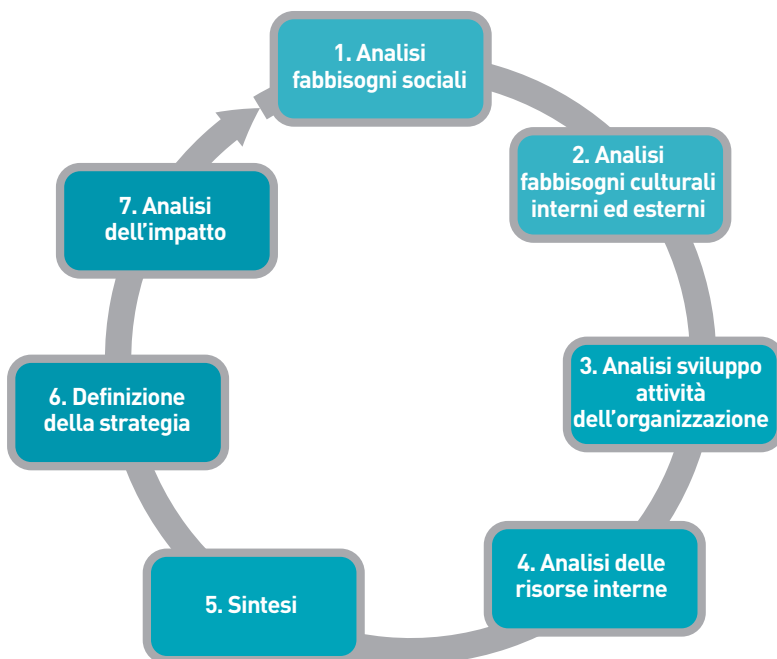 1. Analisi
fabbisogni sociali
2. Analisi
fabbisogni culturali
interni ed esterni
3. Analisi sviluppo
attività
dell’organizzazione
4. Analisi delle
risorse interne
5. Sintesi
6. Definizione
della strategia
7. Analisi
dell’impatto